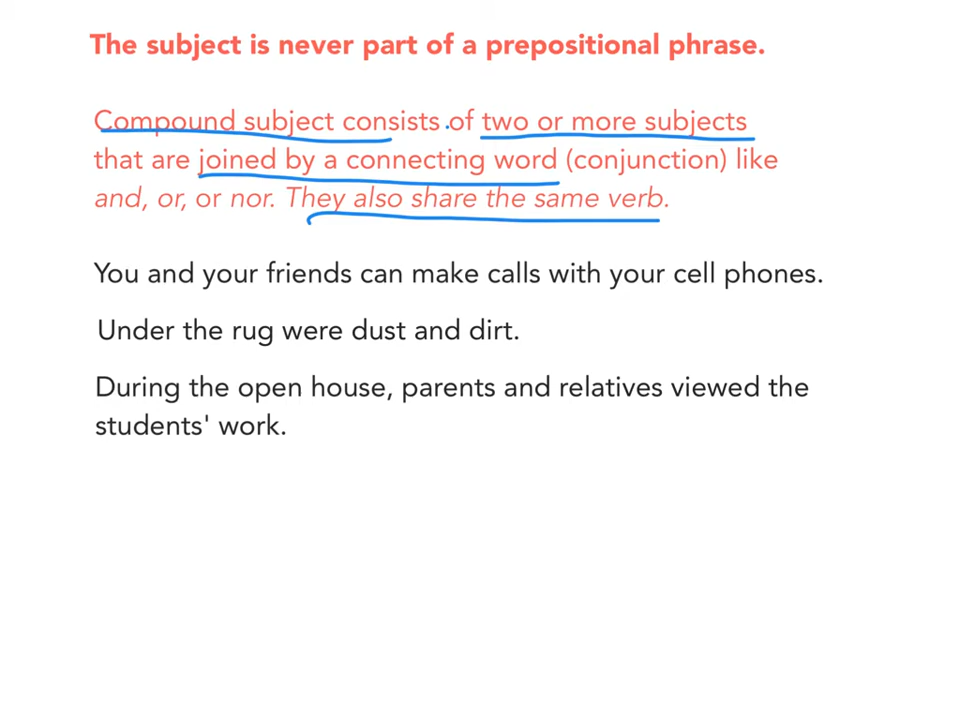 The subject is never part of a prepositional phrase.
Compound subject consists of two or more subjects
that are joined by a connecting word (conjunction) like
and, or, or nor. They also share the same verb.
You and your friends can make calls with your cell phones.
Under the rug were dust and dirt.
During the open house, parents and relatives viewed the
students' work.